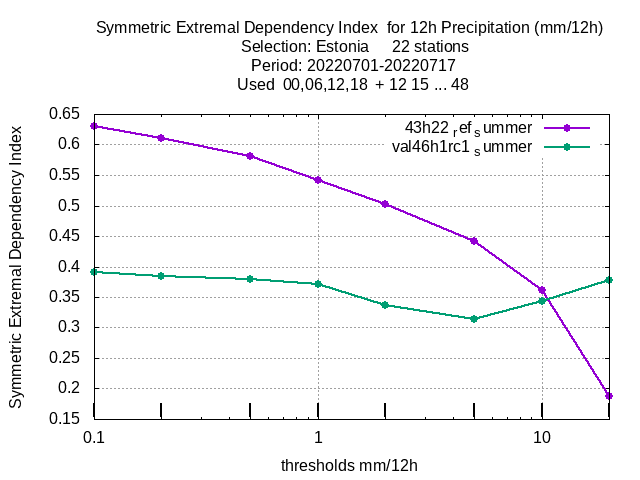 Symmetric Extremal Dependency Index  for 12h Precipitation (mm/12h)
Selection: Estonia     22 stations
Period: 20220701-20220717
Used  00,06,12,18  + 12 15 ... 48
43h22 ref summer
val46h1rc1 summer
Symmetric Extremal Dependency Index
0.65
0.6
0.55
0.5
0.45
0.4
0.35
0.3
0.25
0.2
0.15
0.1
1
10
thresholds mm/12h